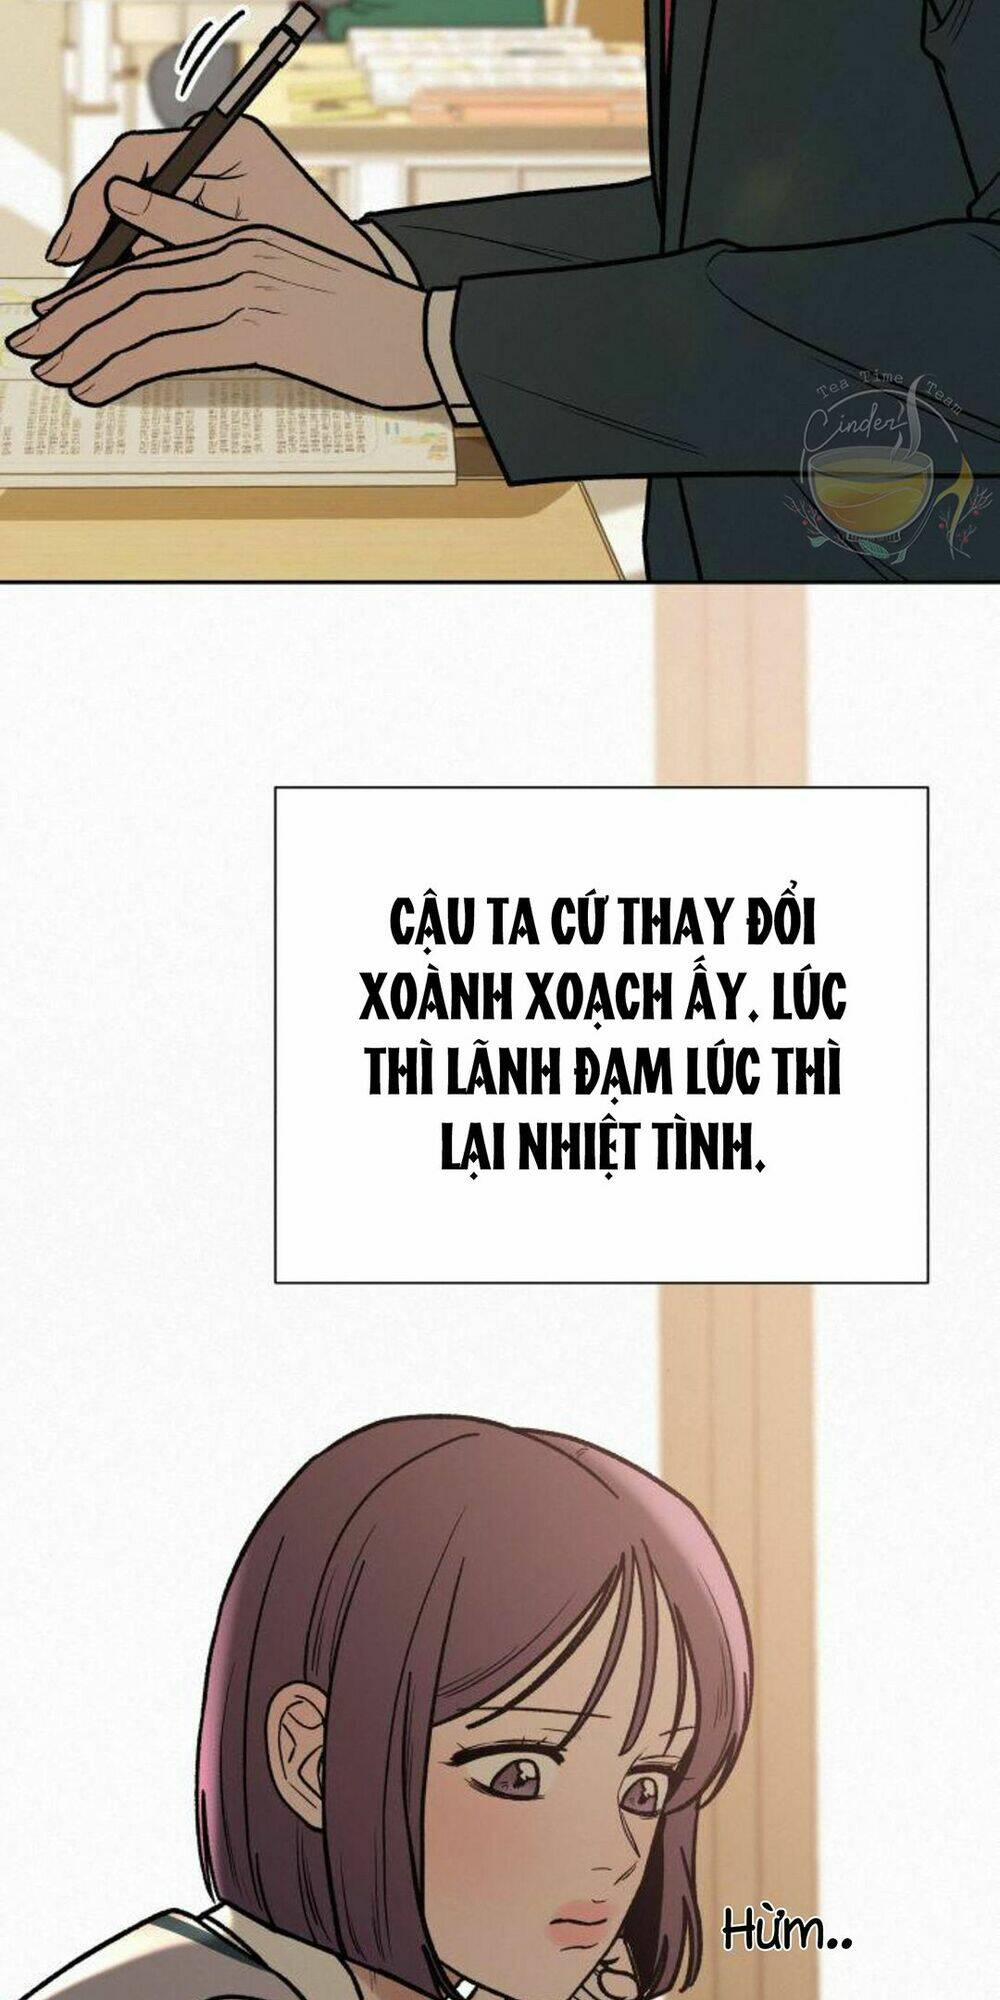 Tea Time Team
Cinder
CẬU TA CỨ THAY ĐỔI
XOÀNH XOẠCH ẤY. LÚC
THÌ LÃNH ĐẠM LÚC THÌ
LẠI NHIỆT TÌNH.
Hừm..